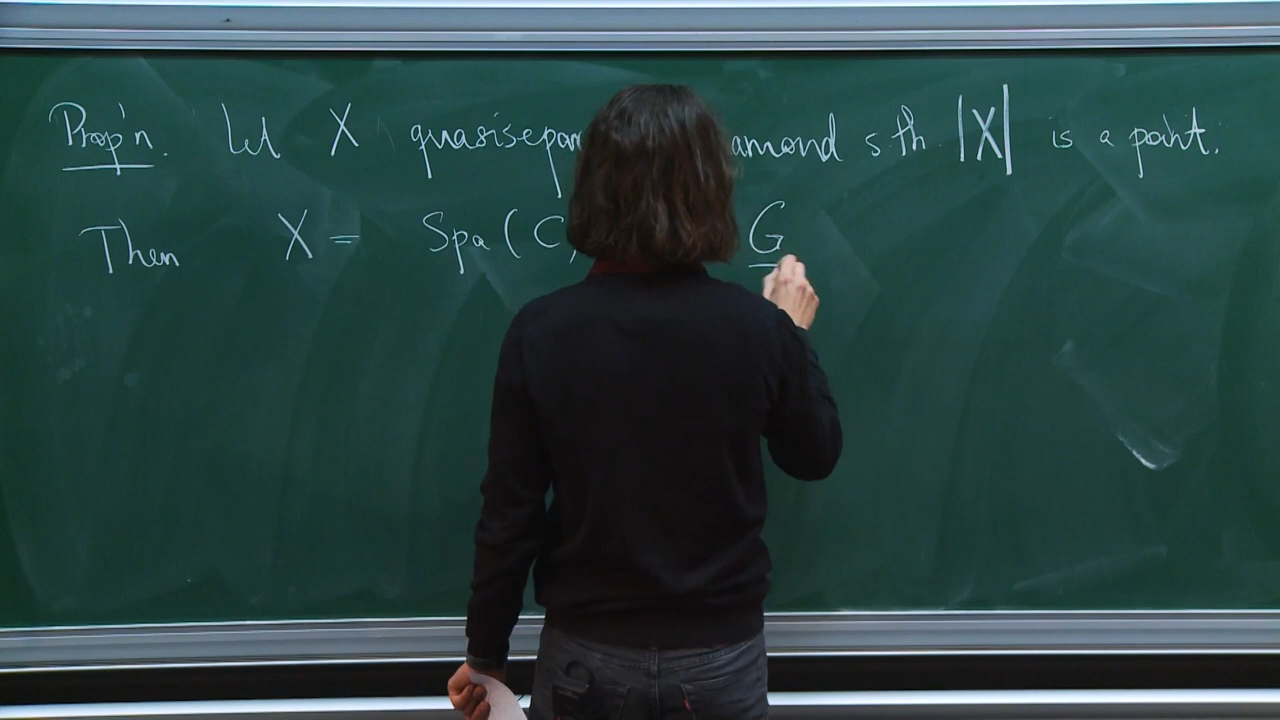 Prop'n. Let X quasisepar amond s th. |X| is a point.
Then X = Spa(C, G